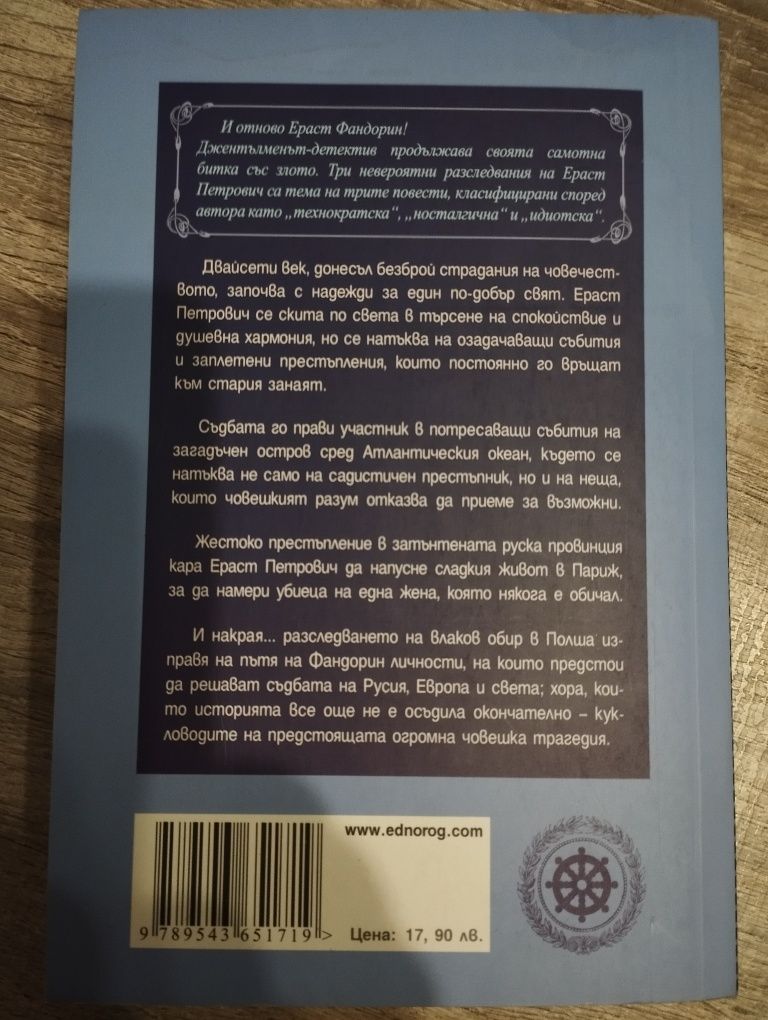 И отново Ераст Фандорин!
Джентълменът-детектив продължава своята самотна
битка със злото. Три невероятни разследвания на Ераст
Петрович са тема на трите повести, класифицирани според
автора като „технократска“, „носталгична“ и „идиотска“.
Двайсети век, донесъл безброй страдания на човечест-
вото, започва с надежди за един по-добър свят. Ераст
Петрович се скита по света в търсене на спокойствие и
душевна хармония, но се натъква на озадачаващи събития
и заплетени престъпления, които постоянно го връщат
към стария занаят.
Съдбата го прави участник в потресаващи събития на
загадъчен остров сред Атлантическия океан, където се
натъква не само на садистичен престъпник, но и на неща,
които човешкият разум отказва да приеме за възможни.
Жестоко престъпление в затънтената руска провинция
кара Ераст Петрович да напусне сладкия живот в Париж,
за да намери убиеца на една жена, която някога е обичал.
И накрая... разследването на влаков обир в Полша из-
правя на пътя на Фандорин личности, на които предстои
да решават съдбата на Русия, Европа и света; хора, кои-
то историята все още не е осъдила окончателно – кук-
ловодите на предстоящата огромна човешка трагедия.
www.ednorog.com
9 789543 651719 >
Цена: 17, 90 лв.